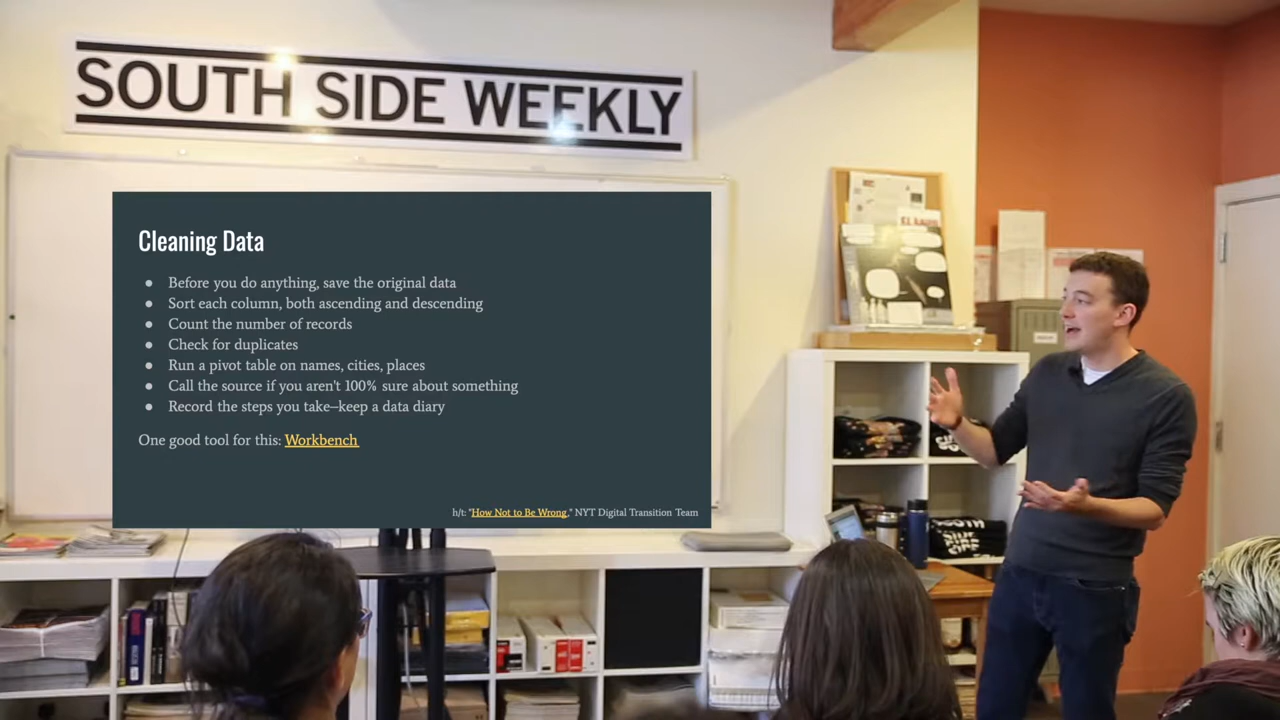 SOUTH SIDE WEEKLY
Cleaning Data
● Before you do anything, save the original data
● Sort each column, both ascending and descending
● Count the number of records
● Check for duplicates
● Run a pivot table on names, cities, places
● Call the source if you aren't 100% sure about something
● Record the steps you take—keep a data diary
One good tool for this: Workbench
h/t: "How Not to Be Wrong," NYT Digital Transition Team
SOUTH
SIDE